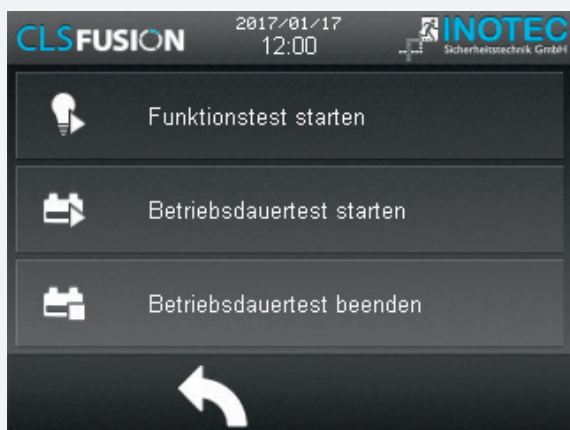 CLSFUSION
2017/01/17
12:00
INOTEC
Sicherheitstechnik GmbH
Funktionstest starten
Betriebsdauertest starten
Betriebsdauertest beenden